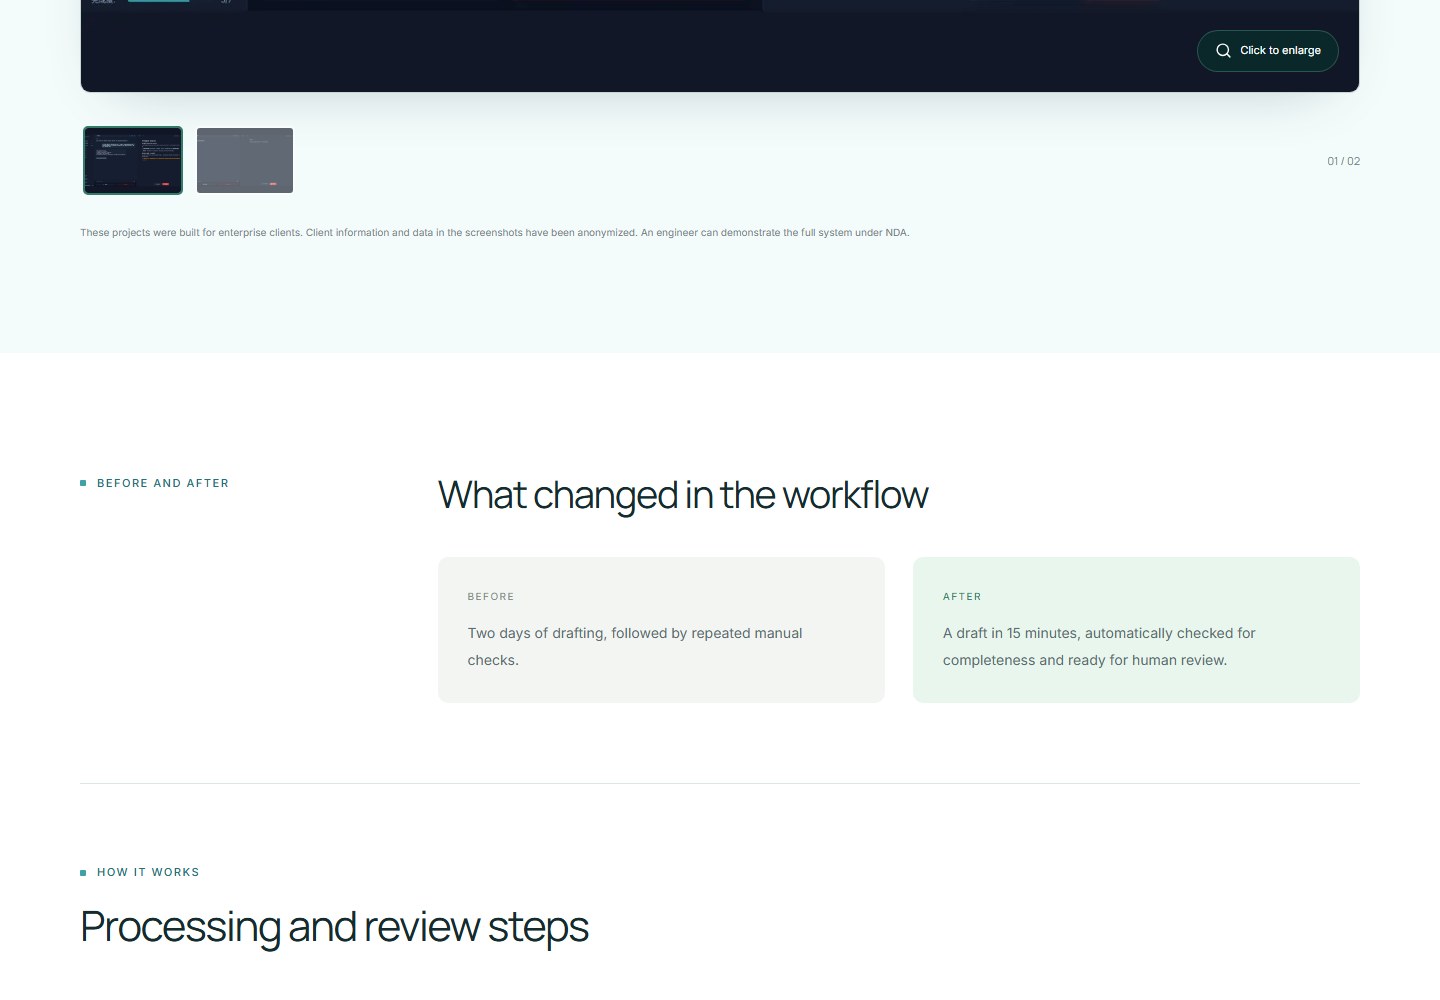 Click to enlarge
01 / 02
These projects were built for enterprise clients. Client information and data in the screenshots have been anonymized. An engineer can demonstrate the full system under NDA.
BEFORE AND AFTER
What changed in the workflow
BEFORE
Two days of drafting, followed by repeated manual
checks.
AFTER
A draft in 15 minutes, automatically checked for
completeness and ready for human review.
HOW IT WORKS
Processing and review steps